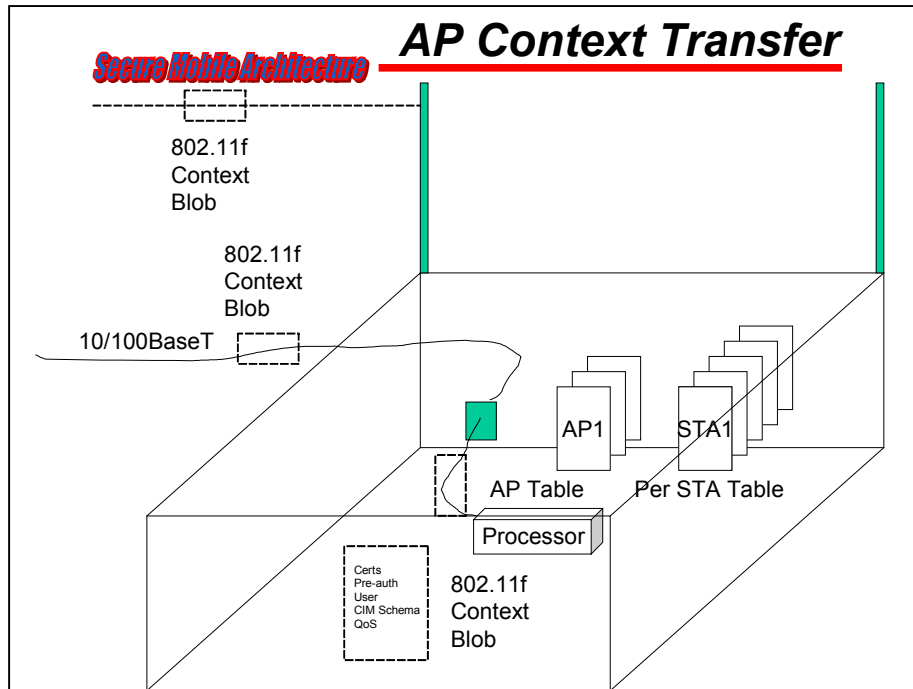 AP Context Transfer
Secure Mobile Architecture
802.11f
Context
Blob
802.11f
Context
Blob
10/100BaseT
AP1
STA1
AP Table
Per STA Table
Processor
Certs
Pre-auth
User
CIM Schema
QoS
802.11f
Context
Blob